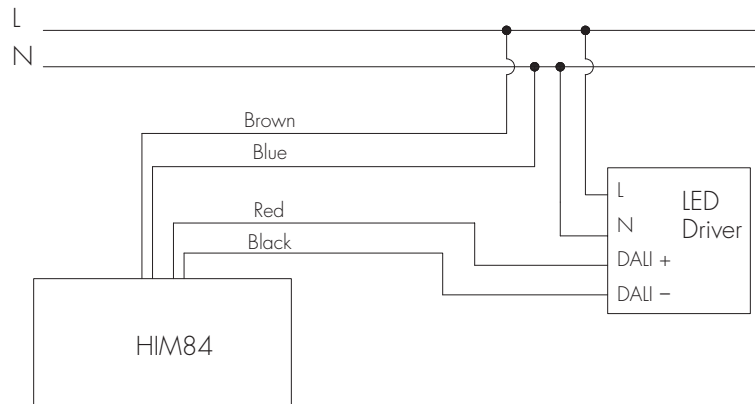 L
N
Brown
Blue
Red
Black
HIM84
L
N
DALI +
DALI −
LED
Driver